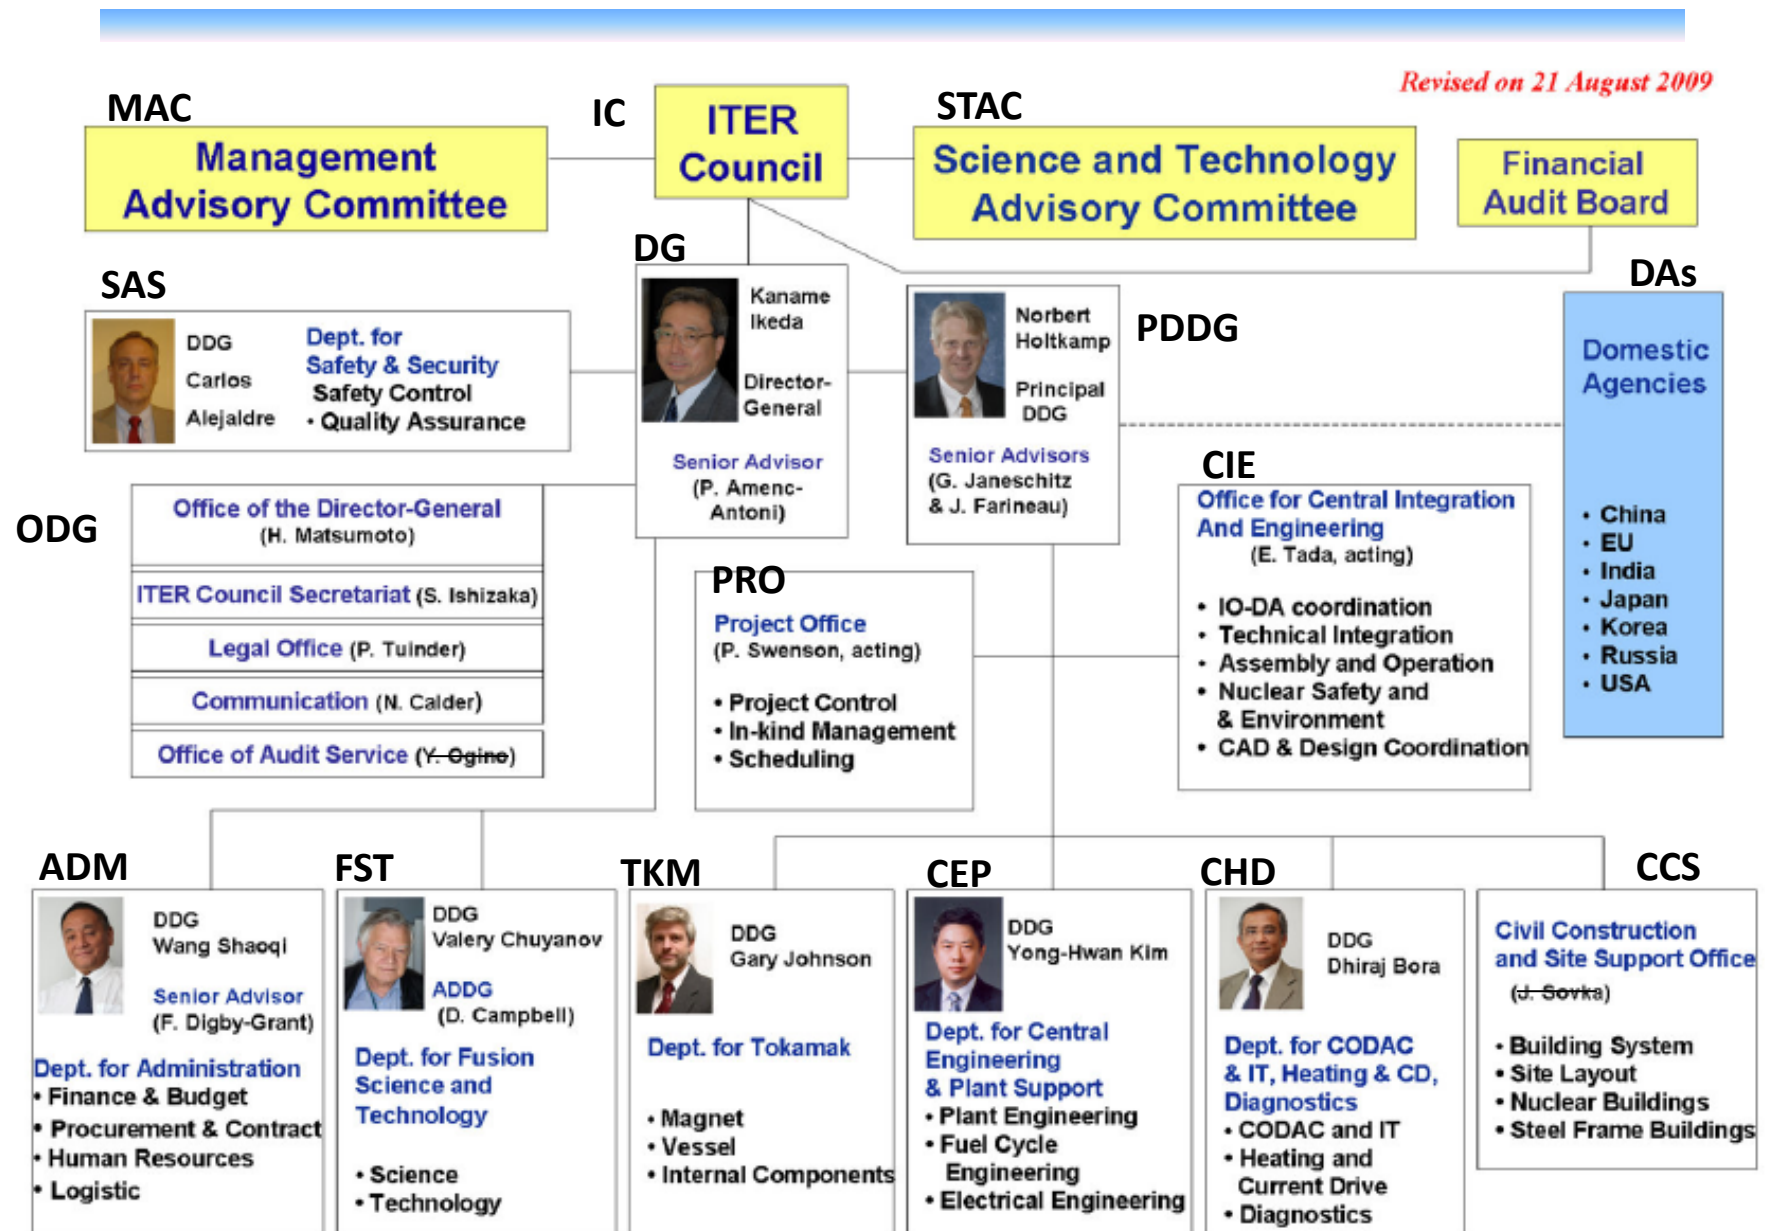 Revised on 21 August 2009
MAC
Management
Advisory Committee
IC
ITER
Council
STAC
Science and Technology
Advisory Committee
Financial
Audit Board
SAS
DDG
Carlos
Alejaldre
Dept. for
Safety & Security
Safety Control
• Quality Assurance
DG
Kaname
Ikeda
Director-
General
Senior Advisor
(P. Amenc-
Antoni)
PDDG
Norbert
Holtkamp
Principal
DDG
Senior Advisors
(G. Janeschitz
& J. Farineau)
DAs
Domestic
Agencies
• China
• EU
• India
• Japan
• Korea
• Russia
• USA
ODG
Office of the Director-General
(H. Matsumoto)
ITER Council Secretariat (S. Ishizaka)
Legal Office (P. Tuinder)
Communication (N. Calder)
Office of Audit Service (Y. Ogino)
PRO
Project Office
(P. Swenson, acting)
• Project Control
• In-kind Management
• Scheduling
CIE
Office for Central Integration
And Engineering
(E. Tada, acting)
• IO-DA coordination
• Technical Integration
• Assembly and Operation
• Nuclear Safety and
& Environment
• CAD & Design Coordination
ADM
DDG
Wang Shaoqi
Senior Advisor
(F. Digby-Grant)
Dept. for Administration
• Finance & Budget
• Procurement & Contract
• Human Resources
• Logistic
FST
DDG
Valery Chuyanov
ADDG
(D. Campbell)
Dept. for Fusion
Science and
Technology
• Science
• Technology
TKM
DDG
Gary Johnson
Dept. for Tokamak
• Magnet
• Vessel
• Internal Components
CEP
DDG
Yong-Hwan Kim
Dept. for Central
Engineering
& Plant Support
• Plant Engineering
• Fuel Cycle
Engineering
• Electrical Engineering
CHD
DDG
Dhiraj Bora
Dept. for CODAC
& IT, Heating & CD,
Diagnostics
• CODAC and IT
• Heating and
Current Drive
• Diagnostics
CCS
Civil Construction
and Site Support Office
(J. Sovka)
• Building System
• Site Layout
• Nuclear Buildings
• Steel Frame Buildings